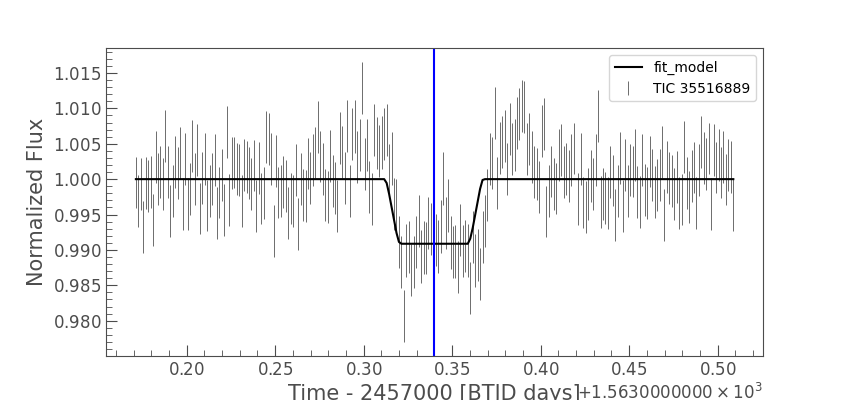 fit_model
TIC 35516889
Normalized Flux
1.015
1.010
1.005
1.000
0.995
0.990
0.985
0.980
0.20 0.25 0.30 0.35 0.40 0.45 0.50
Time - 2457000 [BTJD days]
+1.5630000000 × 10³